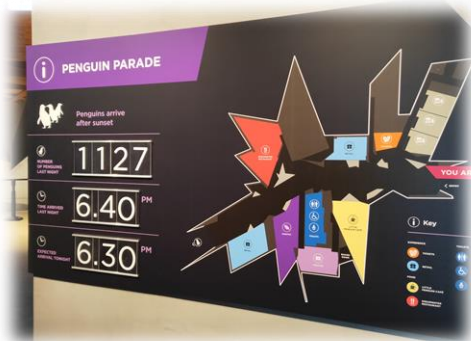 PENGUIN PARADE
Penguins arrive
after sunset
NUMBER
OF PENGUINS
LAST NIGHT
1127
TIME ARRIVED
LAST NIGHT
6.40 PM
EXPECTED
ARRIVAL TONIGHT
6.30 PM
YOU AR
Key
RETAIL